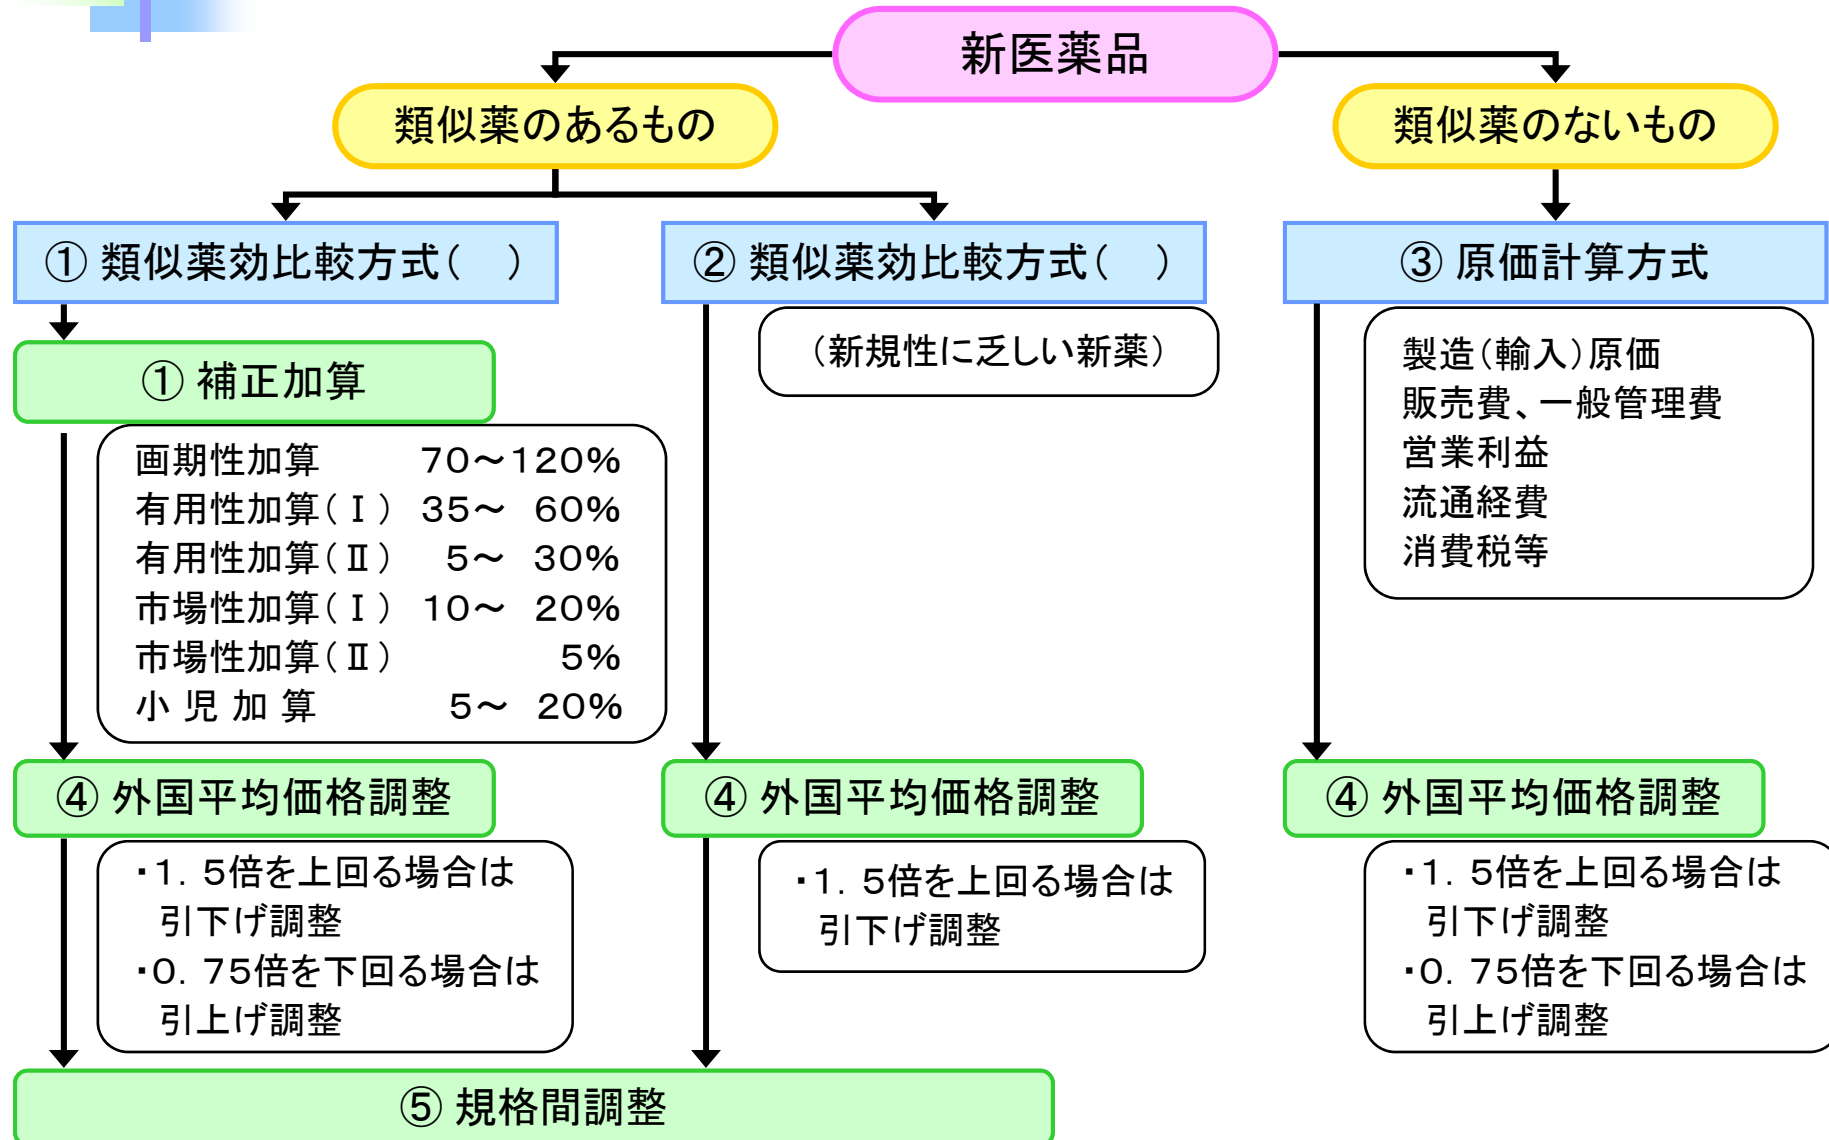 新医薬品
類似薬のあるもの
類似薬のないもの
① 類似薬効比較方式(　)
② 類似薬効比較方式(　)
③ 原価計算方式
① 補正加算
画期性加算　　　70～120%
有用性加算(Ⅰ)　35～　60%
有用性加算(Ⅱ)　　5～　30%
市場性加算(Ⅰ)　10～　20%
市場性加算(Ⅱ)　　　　　5%
小 児 加 算　　　　5～　20%
(新規性に乏しい新薬)
製造(輸入)原価
販売費、一般管理費
営業利益
流通経費
消費税等
④ 外国平均価格調整
・1．5倍を上回る場合は
引下げ調整
・0．75倍を下回る場合は
引上げ調整
④ 外国平均価格調整
・1．5倍を上回る場合は
引下げ調整
④ 外国平均価格調整
・1．5倍を上回る場合は
引下げ調整
・0．75倍を下回る場合は
引上げ調整
⑤ 規格間調整